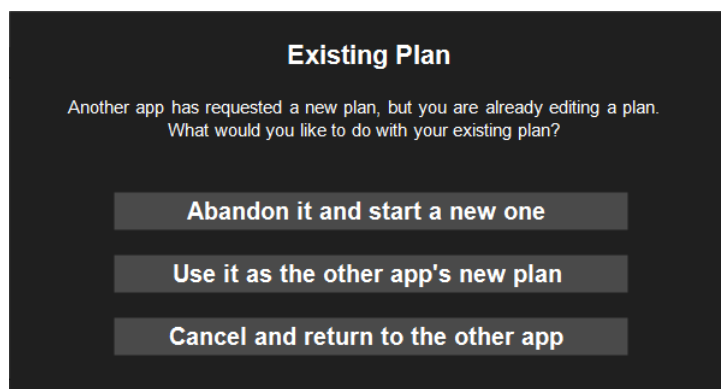 Existing Plan
Another app has requested a new plan, but you are already editing a plan.
What would you like to do with your existing plan?
Abandon it and start a new one
Use it as the other app's new plan
Cancel and return to the other app